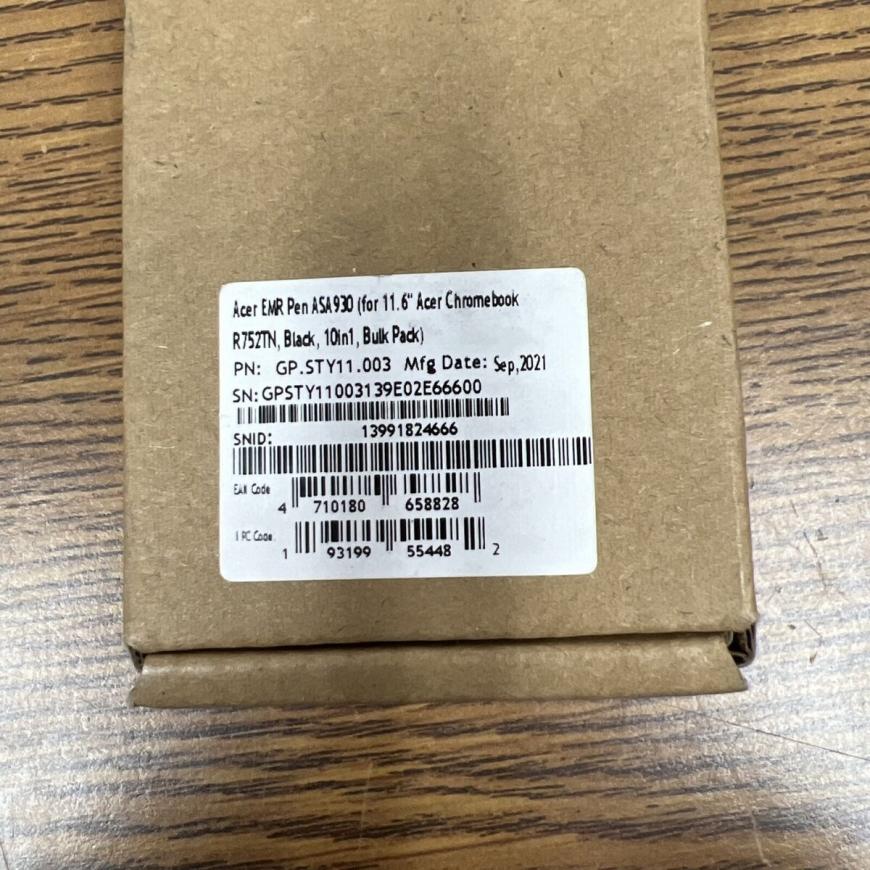 Acer EMR Pen ASA930 (for 11.6" Acer Chromebook
R752TN, Black, 10in1, Bulk Pack)
PN: GP.STY11.003 Mfg Date: Sep,2021
SN:GPSTY11003139E02E66600
SNID: 13991824666
EAN Code
4 710180 658828
UPC Code
1 93199 55448 2